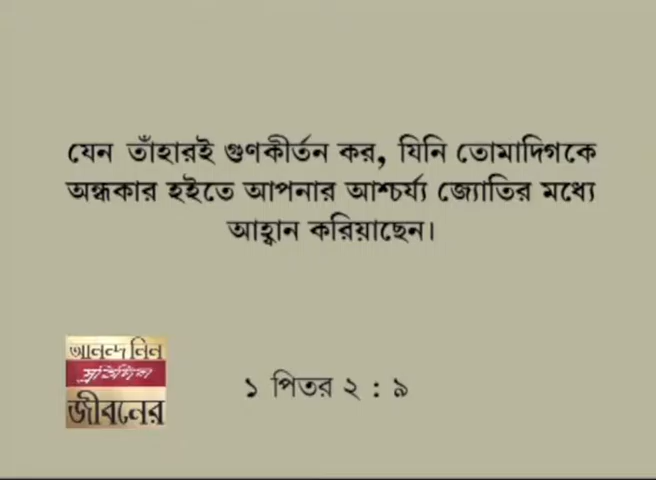 যেন তাঁহারই গুণকীর্তন কর, যিনি তোমাদিগকে
অন্ধকার হইতে আপনার আশ্চর্য্য জ্যোতির মধ্যে
আহ্বান করিয়াছেন।
আনন্দ নিন
প্রতিদিন
জীবনের
১ পিতর ২ : ৯